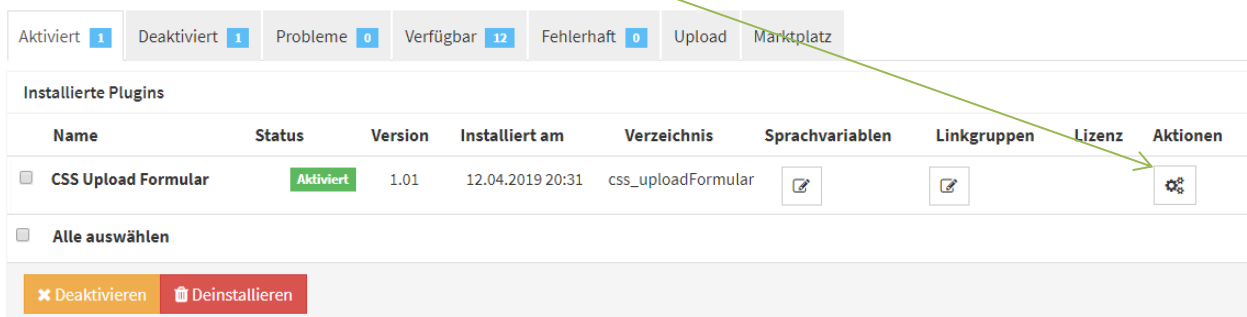 Aktiviert 1 Deaktiviert 1 Probleme 0 Verfügbar 12 Fehlerhaft 0 Upload Marktplatz
Installierte Plugins
Name Status Version Installiert am Verzeichnis Sprachvariablen Linkgruppen Lizenz Aktionen
CSS Upload Formular Aktiviert 1.01 12.04.2019 20:31 css_uploadFormular
Alle auswählen
Deaktivieren Deinstallieren